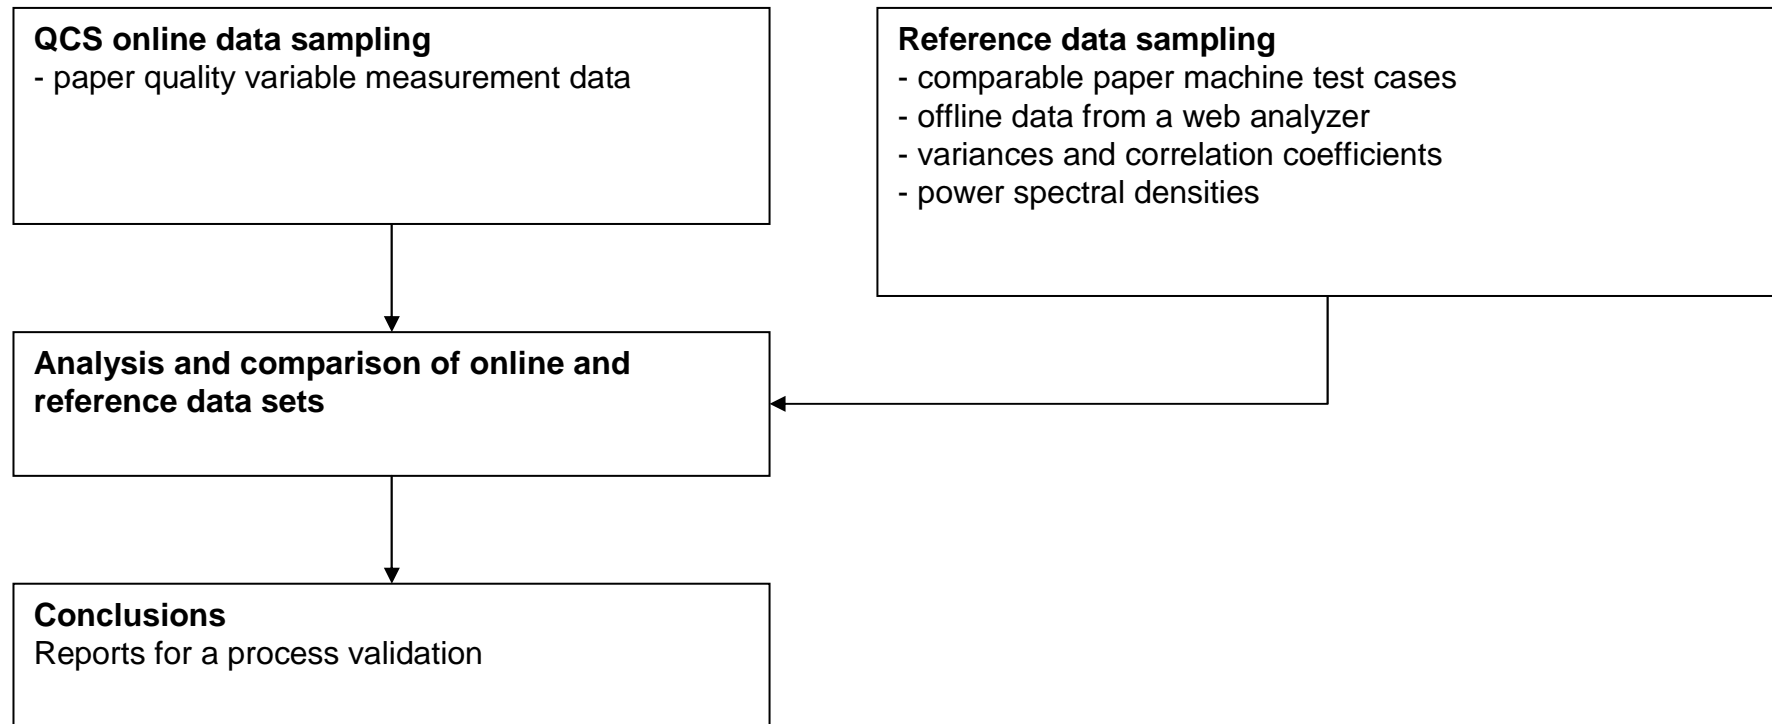 QCS online data sampling
- paper quality variable measurement data
Reference data sampling
- comparable paper machine test cases
- offline data from a web analyzer
- variances and correlation coefficients
- power spectral densities
Analysis and comparison of online and
reference data sets
Conclusions
Reports for a process validation